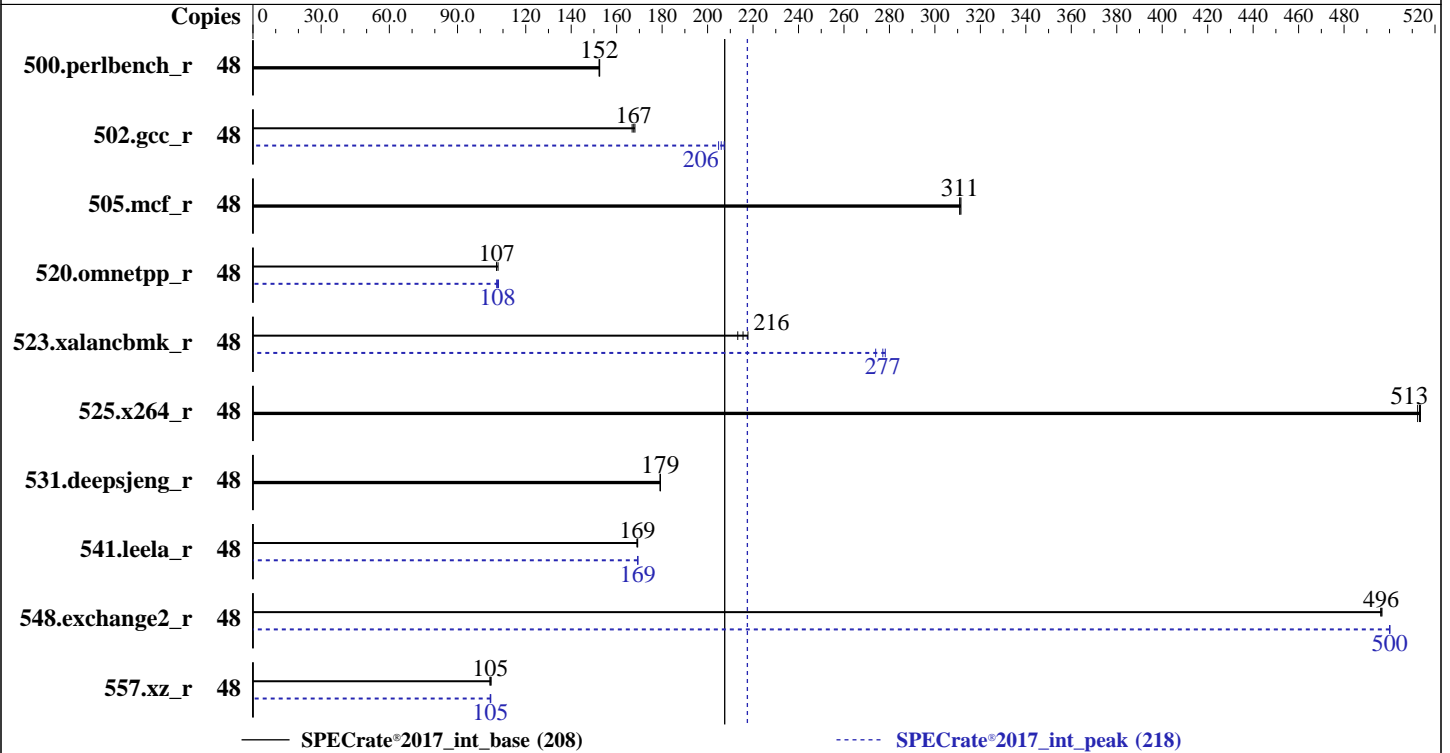 Copies 0 30.0 60.0 90.0 120 140 160 180 200 220 240 260 280 300 320 340 360 380 400 420 440 460 480 520
152
500.perlbench_r 48
167
502.gcc_r 48
206
311
505.mcf_r 48
107
520.omnetpp_r 48
108
216
523.xalancbmk_r 48
277
513
525.x264_r 48
179
531.deepsjeng_r 48
169
541.leela_r 48
169
496
548.exchange2_r 48
500
105
557.xz_r 48
105
SPECrate®2017_int_base (208) SPECrate®2017_int_peak (218)